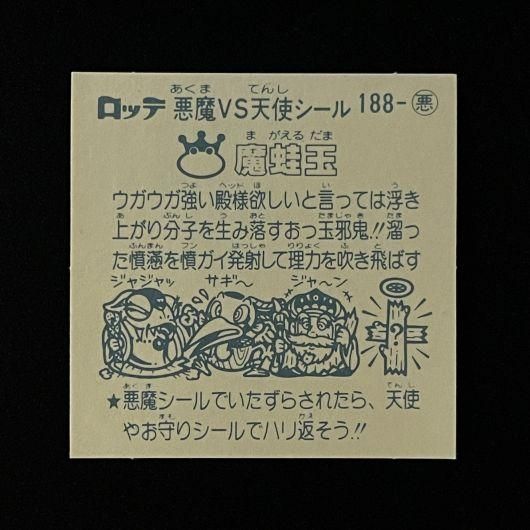 ロッテ 悪魔VS天使シール 188-悪
魔蛙玉
ウガウガ強い殿様欲しいと言っては浮き
上がり分子を生み落すおっ玉邪鬼!!溜っ
た憤懣を憤ガイ発射して理力を吹き飛ばす
ジャジャッ サギ〜 ジャ〜ン
?
★悪魔シールでいたずらされたら、天使
やお守りシールでハリ返そう!!